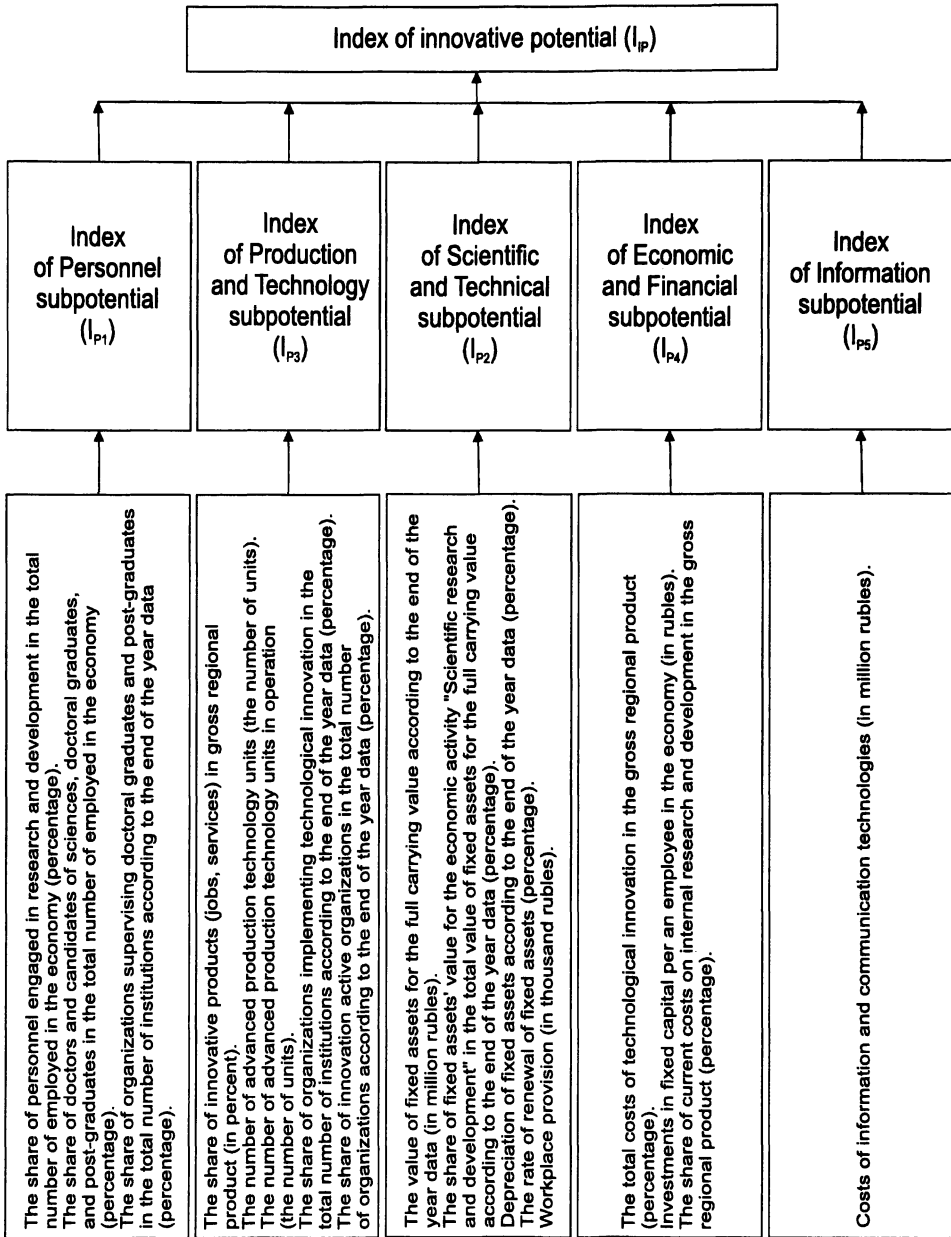 Index of innovative potential (I_IP)
Index
of Personnel
subpotential
(I_P1)
Index
of Production
and Technology
subpotential
(I_P3)
Index
of Scientific
and Technical
subpotential
(I_P2)
Index
of Economic
and Financial
subpotential
(I_P4)
Index
of Information
subpotential
(I_P5)
The share of personnel engaged in research and development in the total
number of employed in the economy (percentage).
The share of doctors and candidates of sciences, doctoral graduates,
and post-graduates in the total number of employed in the economy
(percentage).
The share of organizations supervising doctoral graduates and post-graduates
in the total number of institutions according to the end of the year data
(percentage).
The share of innovative products (jobs, services) in gross regional
product (in percent).
The number of advanced production technology units (the number of units).
The number of advanced production technology units in operation
(the number of units).
The share of organizations implementing technological innovation in the
total number of institutions according to the end of the year data (percentage).
The share of innovation active organizations in the total number
of organizations according to the end of the year data (percentage).
The value of fixed assets for the full carrying value according to the end of the
year data (in million rubles).
The share of fixed assets' value for the economic activity "Scientific research
and development" in the total value of fixed assets for the full carrying value
according to the end of the year data (percentage).
Depreciation of fixed assets according to the end of the year data (percentage).
The rate of renewal of fixed assets (percentage).
Workplace provision (in thousand rubles).
The total costs of technological innovation in the gross regional product
(percentage).
Investments in fixed capital per an employee in the economy (in rubles).
The share of current costs on internal research and development in the gross
regional product (percentage).
Costs of information and communication technologies (in million rubles).